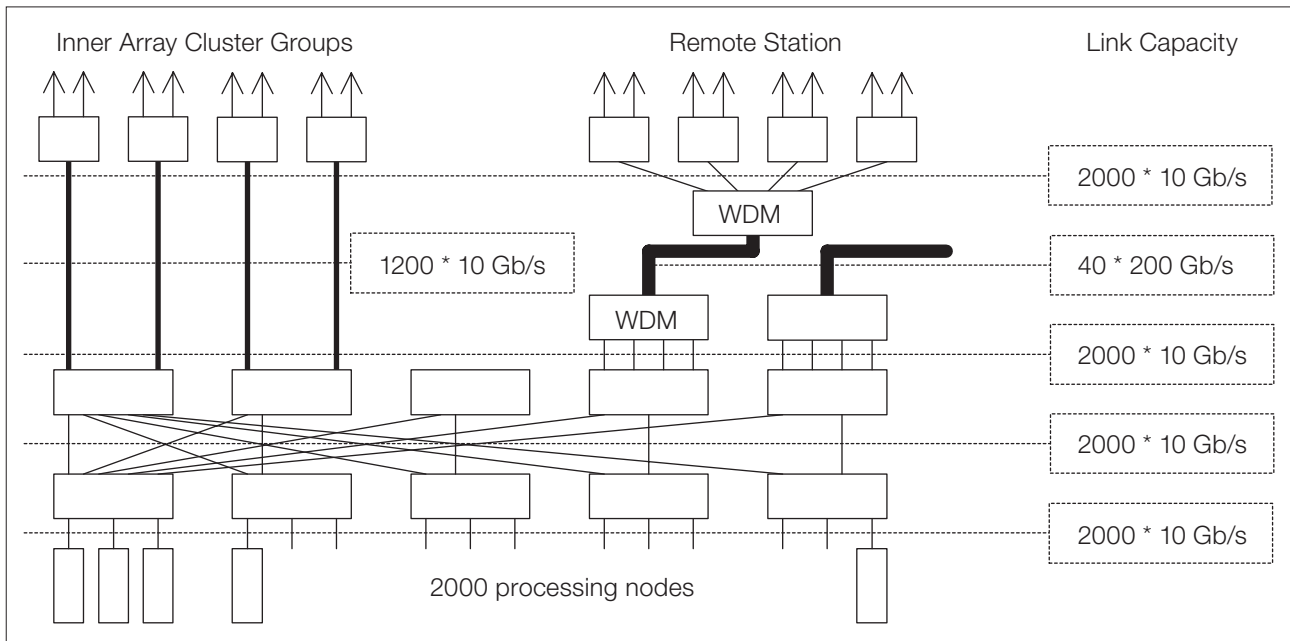 Inner Array Cluster Groups
Remote Station
Link Capacity
2000 * 10 Gb/s
WDM
1200 * 10 Gb/s
40 * 200 Gb/s
WDM
2000 * 10 Gb/s
2000 * 10 Gb/s
2000 * 10 Gb/s
2000 processing nodes